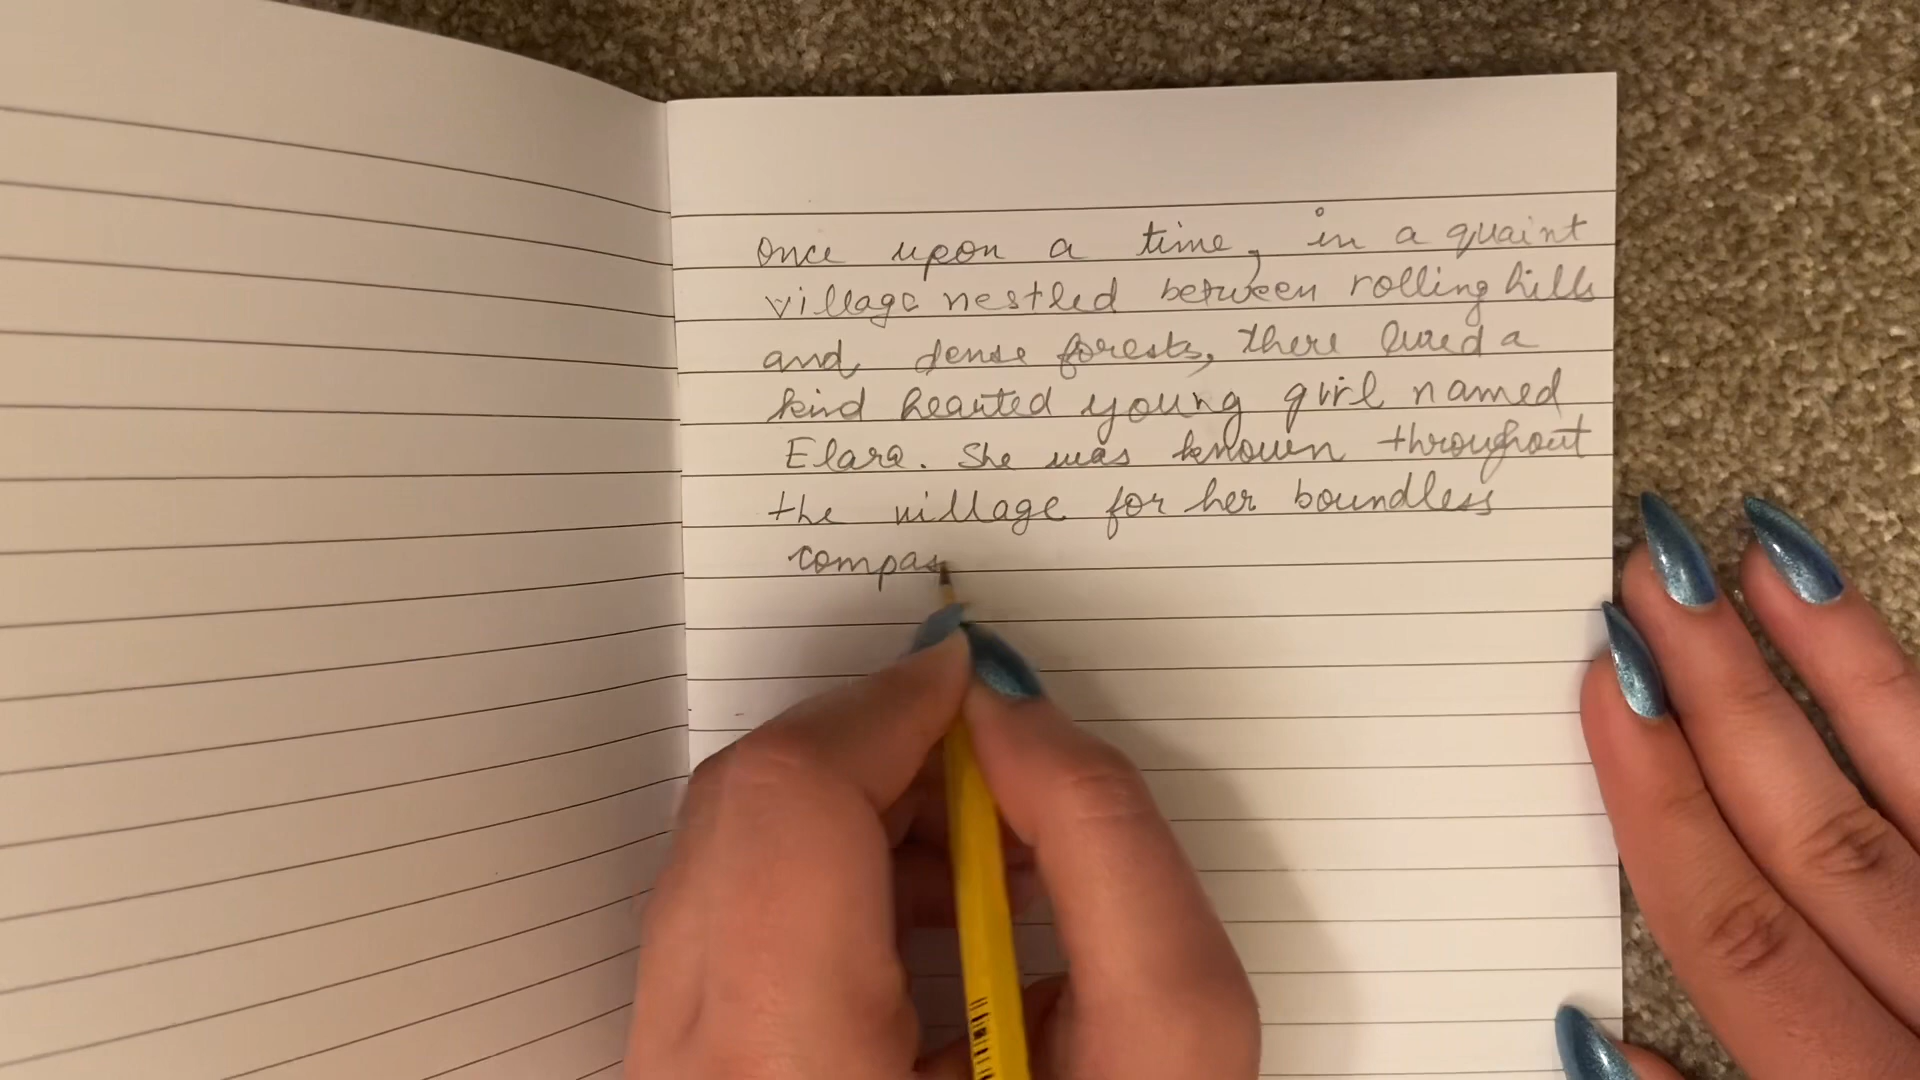 Once upon a time, in a quaint
village nestled between rolling hills
and dense forests, there lived a
kind hearted young girl named
Elara. She was known throughout
the village for her boundless
compas